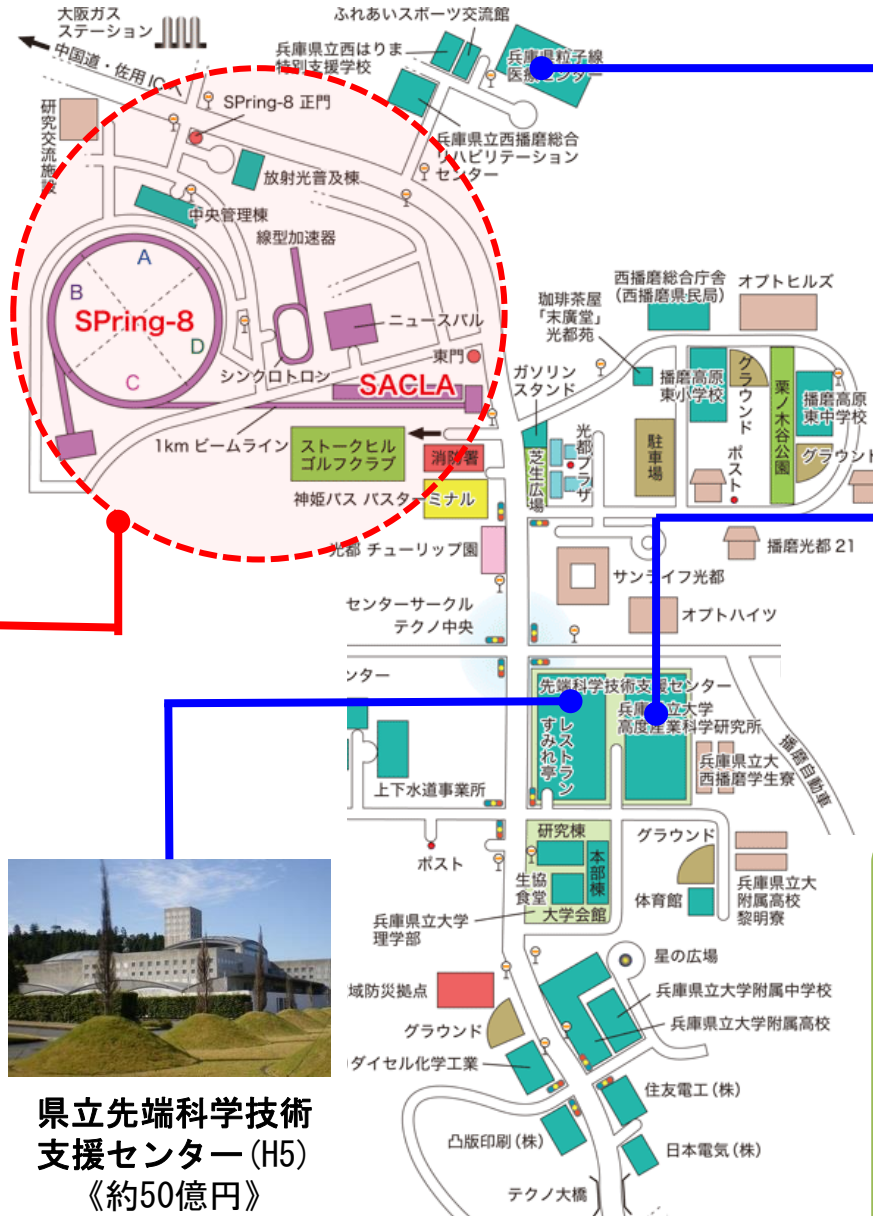 大阪ガス
ステーション
中国道・佐用IC
ふれあいスポーツ交流館
兵庫県立西はりま
特別支援学校
兵庫県粒子線
医療センター
研究交流施設
SPring-8 正門
兵庫県立西播磨総合
リハビリテーション
センター
放射光普及棟
中央管理棟
線型加速器
A
B
SPring-8
D
C
ニュースバル
シンクロトロン
東門
SACLA
1km ビームライン
ストークヒル
ゴルフクラブ
消防署
神姫バス バスターミナル
光都 チューリップ園
西播磨総合庁舎
(西播磨県民局)
オプトヒルズ
珈琲茶屋
「末廣堂」
光都苑
ガソリン
スタンド
播磨高原
東小学校
グラウンド
栗ノ木谷公園
播磨高原
東中学校
グラウンド
光都プラザ
芝生広場
駐車場
ポスト
播磨光都 21
サンライフ光都
オプトハイツ
センターサークル
テクノ中央
ンター
先端科学技術支援センター
レストラン
すみれ亭
兵庫県立大学
高度産業科学研究所
兵庫県立大
西播磨学生寮
播磨自動車
上下水道事業所
ポスト
研究棟
本部棟
生協
食堂
大学会館
兵庫県立大学
理学部
グラウンド
体育館
兵庫県立大
附属高校
黎明寮
星の広場
域防災拠点
グラウンド
兵庫県立大学附属中学校
兵庫県立大学附属高校
ダイセル化学工業
住友電工(株)
凸版印刷(株)
日本電気(株)
テクノ大橋
県立先端科学技術
支援センター(H5)
《約50億円》